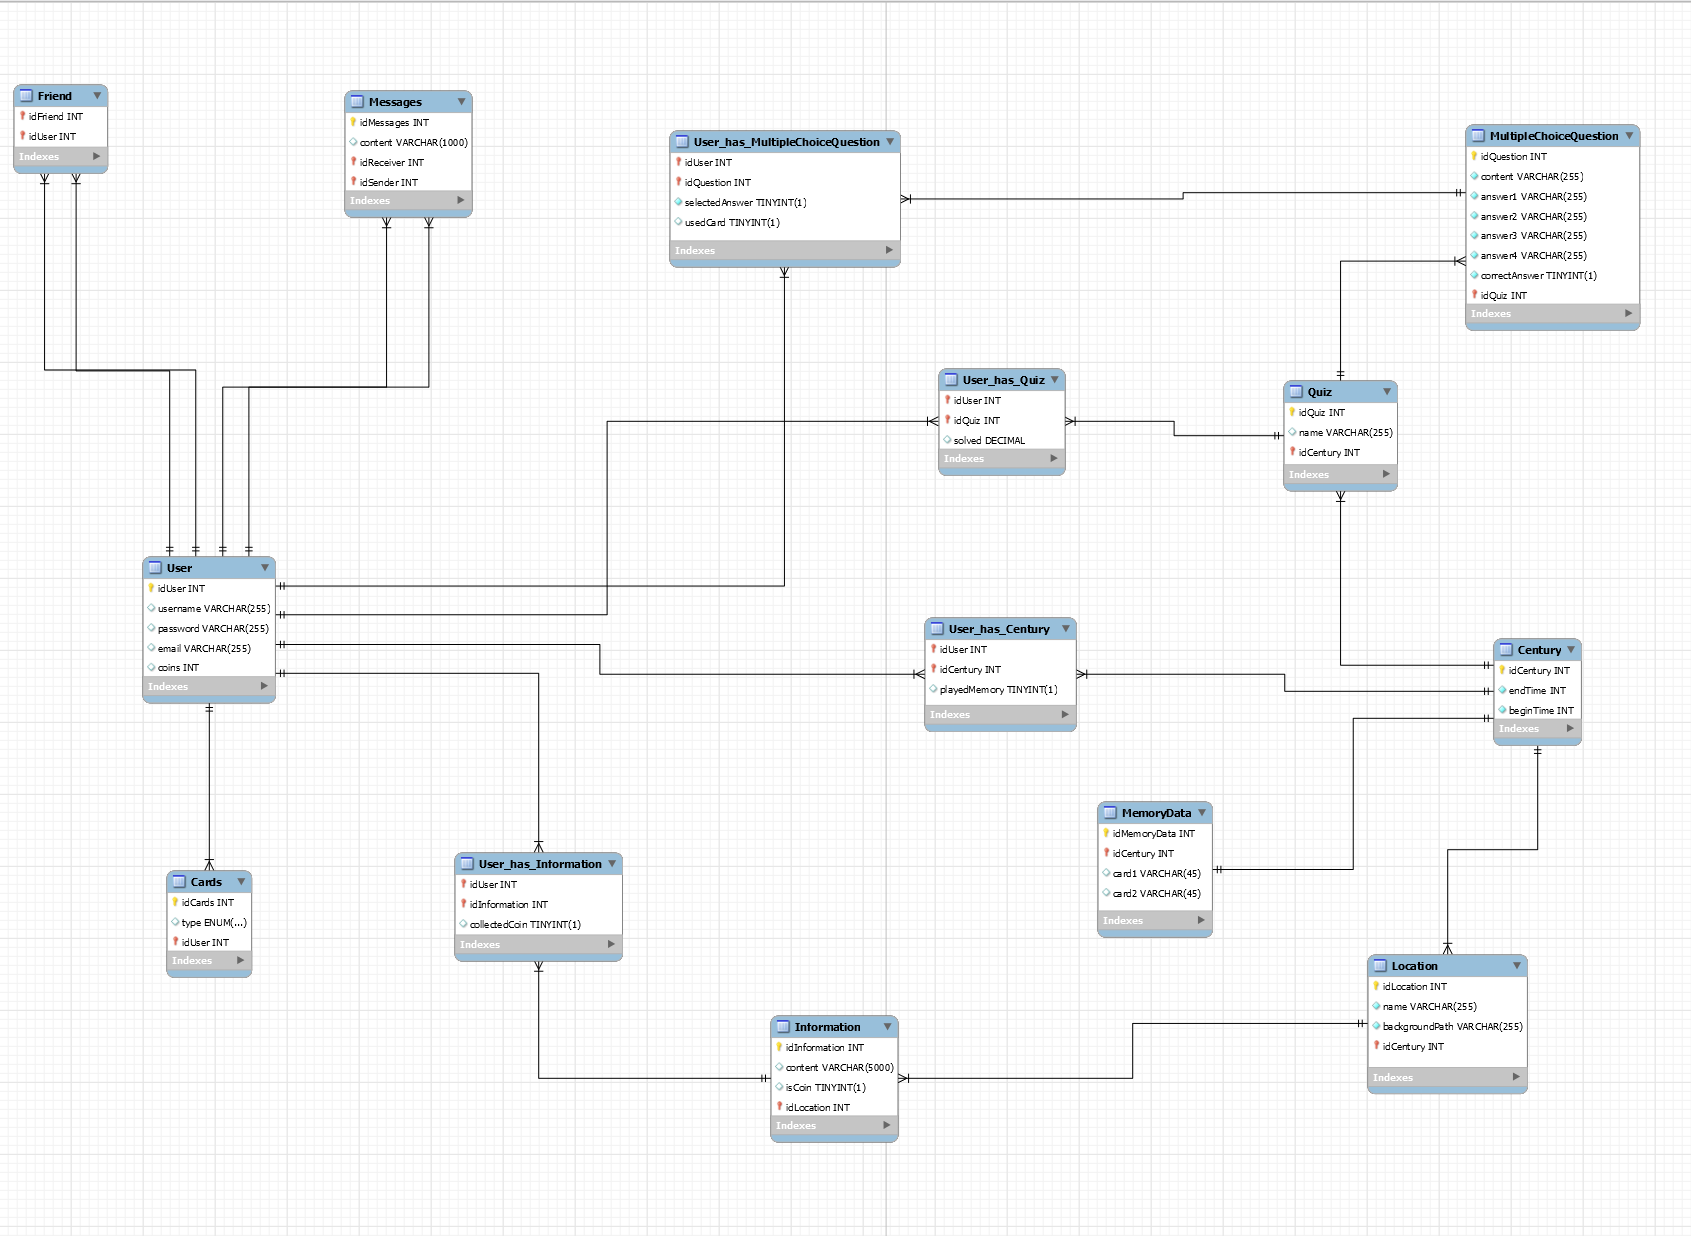 Friend
idFriend INT
idUser INT
Indexes
Messages
idMessages INT
content VARCHAR(1000)
idReceiver INT
idSender INT
Indexes
User_has_MultipleChoiceQuestion
idUser INT
idQuestion INT
selectedAnswer TINYINT(1)
usedCard TINYINT(1)
Indexes
MultipleChoiceQuestion
idQuestion INT
content VARCHAR(255)
answer1 VARCHAR(255)
answer2 VARCHAR(255)
answer3 VARCHAR(255)
answer4 VARCHAR(255)
correctAnswer TINYINT(1)
idQuiz INT
Indexes
User_has_Quiz
idUser INT
idQuiz INT
solved DECIMAL
Indexes
Quiz
idQuiz INT
name VARCHAR(255)
idCentury INT
Indexes
User
idUser INT
username VARCHAR(255)
password VARCHAR(255)
email VARCHAR(255)
coins INT
Indexes
User_has_Century
idUser INT
idCentury INT
playedMemory TINYINT(1)
Indexes
Century
idCentury INT
endTime INT
beginTime INT
Indexes
MemoryData
idMemoryData INT
idCentury INT
card1 VARCHAR(45)
card2 VARCHAR(45)
Indexes
Cards
idCards INT
type ENUM(...)
idUser INT
Indexes
User_has_Information
idUser INT
idInformation INT
collectedCoin TINYINT(1)
Indexes
Location
idLocation INT
name VARCHAR(255)
backgroundPath VARCHAR(255)
idCentury INT
Indexes
Information
idInformation INT
content VARCHAR(5000)
isCoin TINYINT(1)
idLocation INT
Indexes